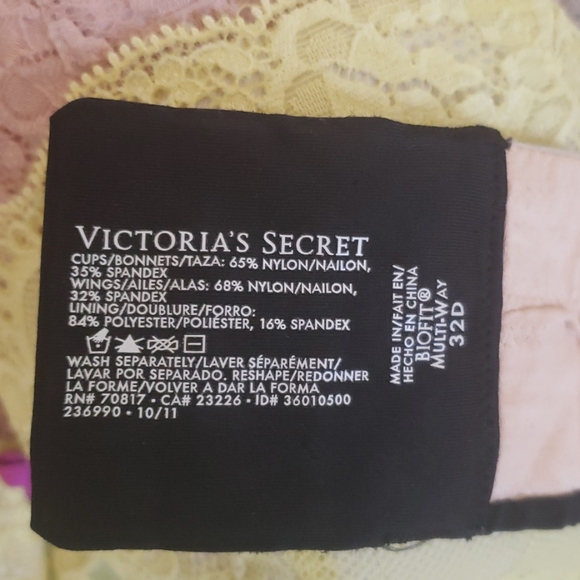 VICTORIA'S SECRET
CUPS/BONNETS/TAZA: 65% NYLON/NAILON,
35% SPANDEX
WINGS/AILES/ALAS: 68% NYLON/NAILON,
32% SPANDEX
LINING/DOUBLURE/FORRO:
84% POLYESTER/POLIÉSTER, 16% SPANDEX
WASH SEPARATELY/LAVER SÉPARÉMENT/
LAVAR POR SEPARADO. RESHAPE/REDONNER
LA FORME/VOLVER A DAR LA FORMA
RN# 70817 • CA# 23226 • ID# 36010500
236990 • 10/11
MADE IN/FAIT EN/
HECHO EN CHINA
BIOFIT®
MULTI-WAY
32D